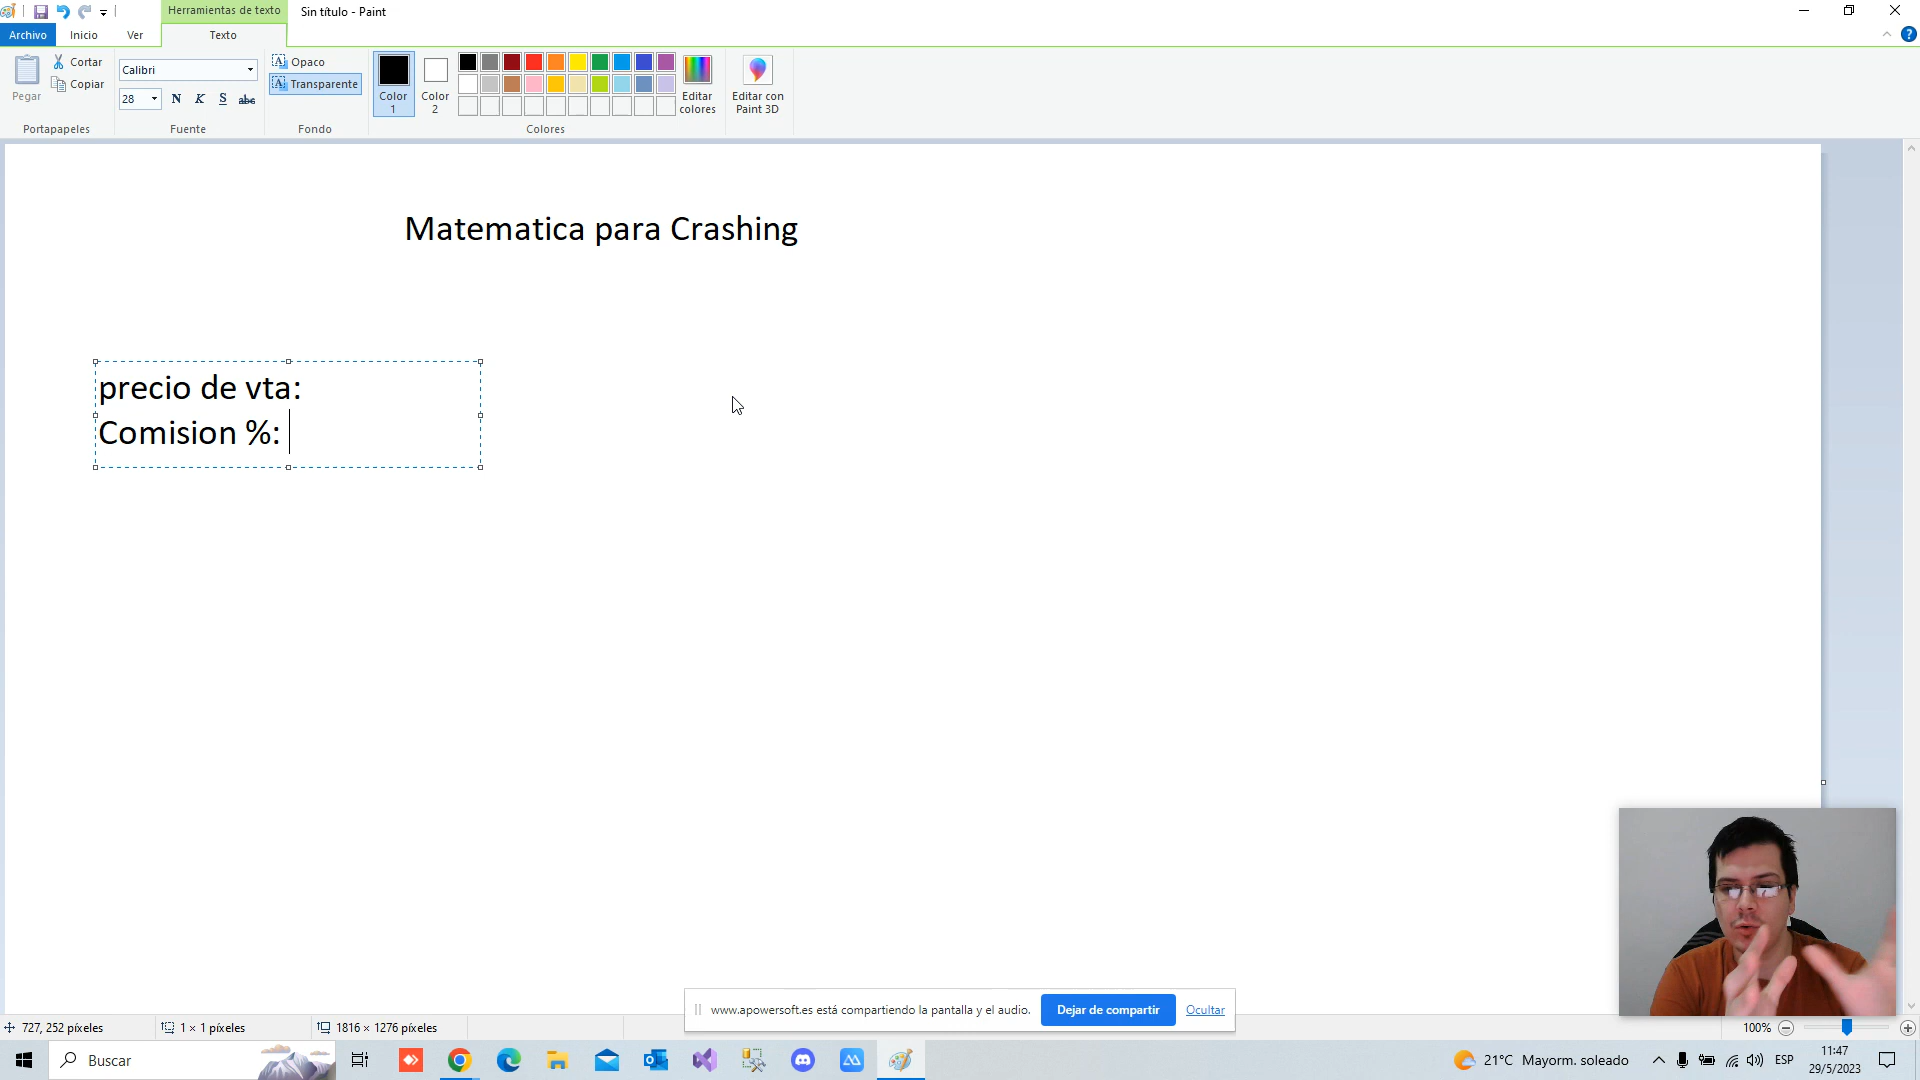 Herramientas de texto
Sin título - Paint
Archivo
Inicio
Ver
Texto
Pegar
Cortar
Copiar
Portapapeles
Calibri
28
N
K
S
abc
Fuente
Opaco
Transparente
Fondo
Color
1
Color
2
Colores
Editar
colores
Editar con
Paint 3D
Matematica para Crashing
precio de vta:
Comision %:
www.apowersoft.es está compartiendo la pantalla y el audio.
Dejar de compartir
Ocultar
727, 252 píxeles
1 × 1 píxeles
1816 × 1276 píxeles
100%
Buscar
21°C Mayorm. soleado
ESP
11:47
29/5/2023